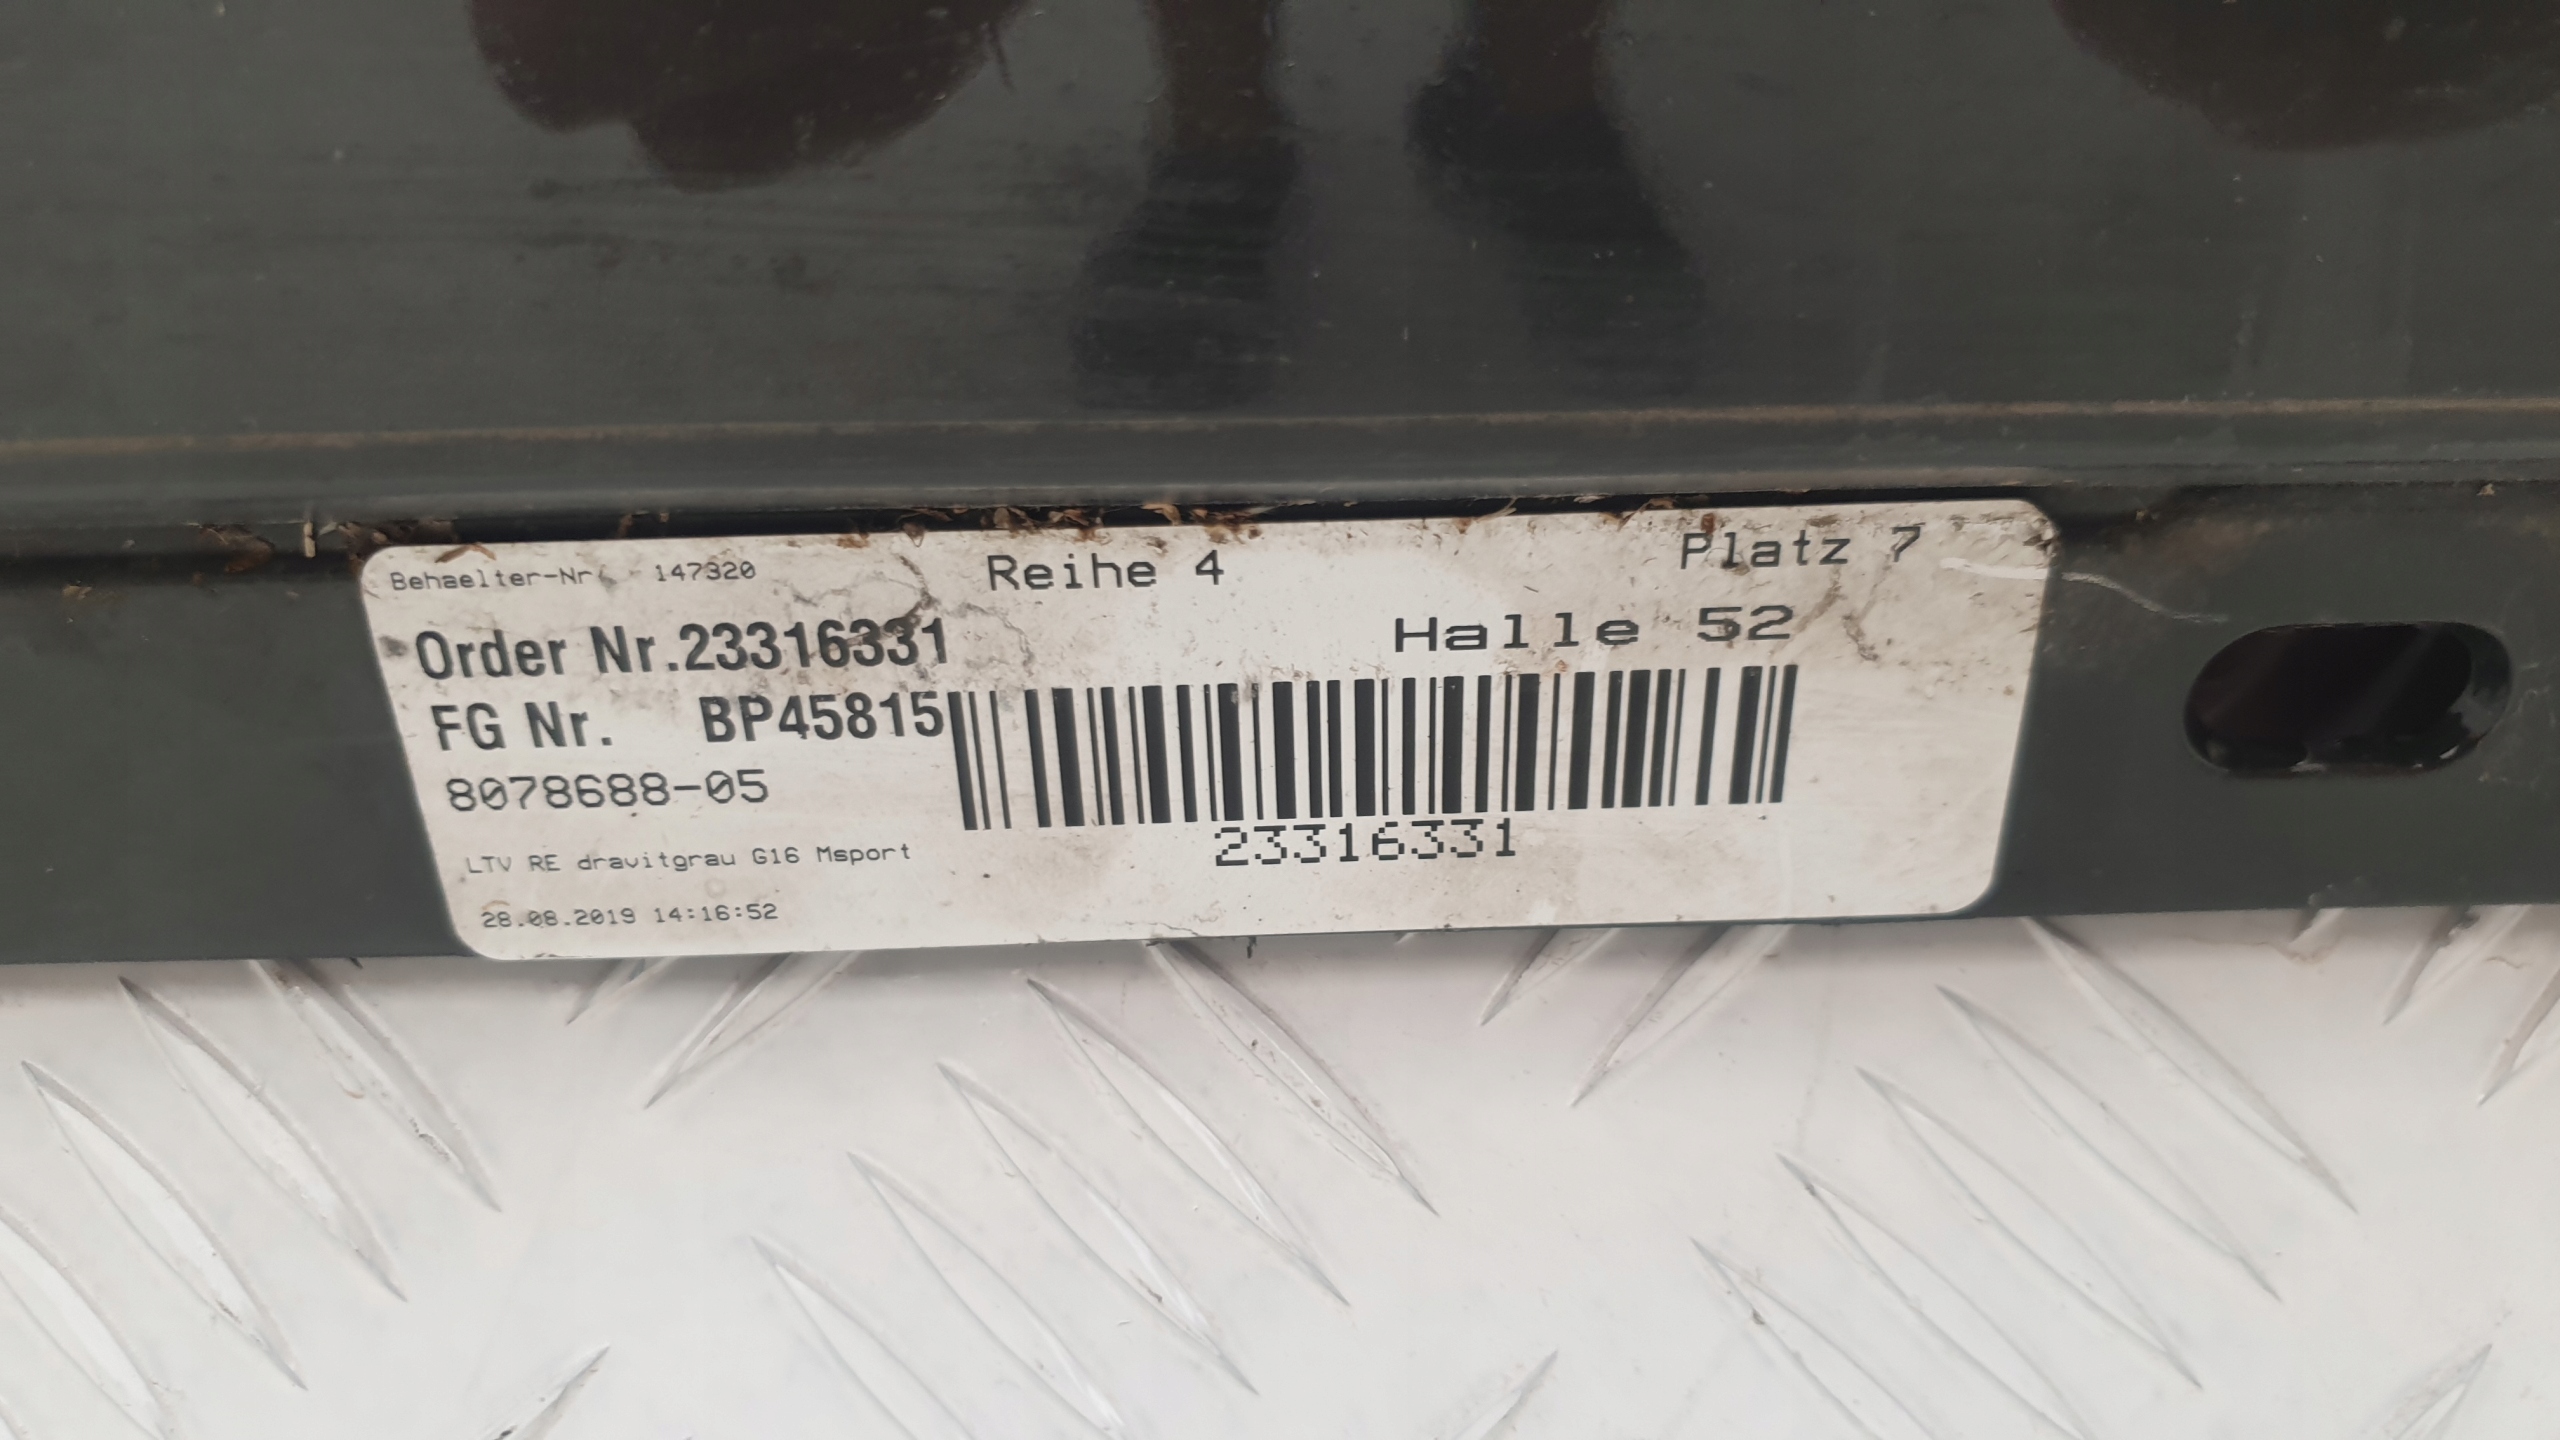 Behaelter-Nr. 147320 Reihe 4 Platz 7
Order Nr.23316331 Halle 52
FG Nr. BP45815
8078688-05
23316331
LTV RE dravitgrau G16 Msport
28.08.2019 14:16:52